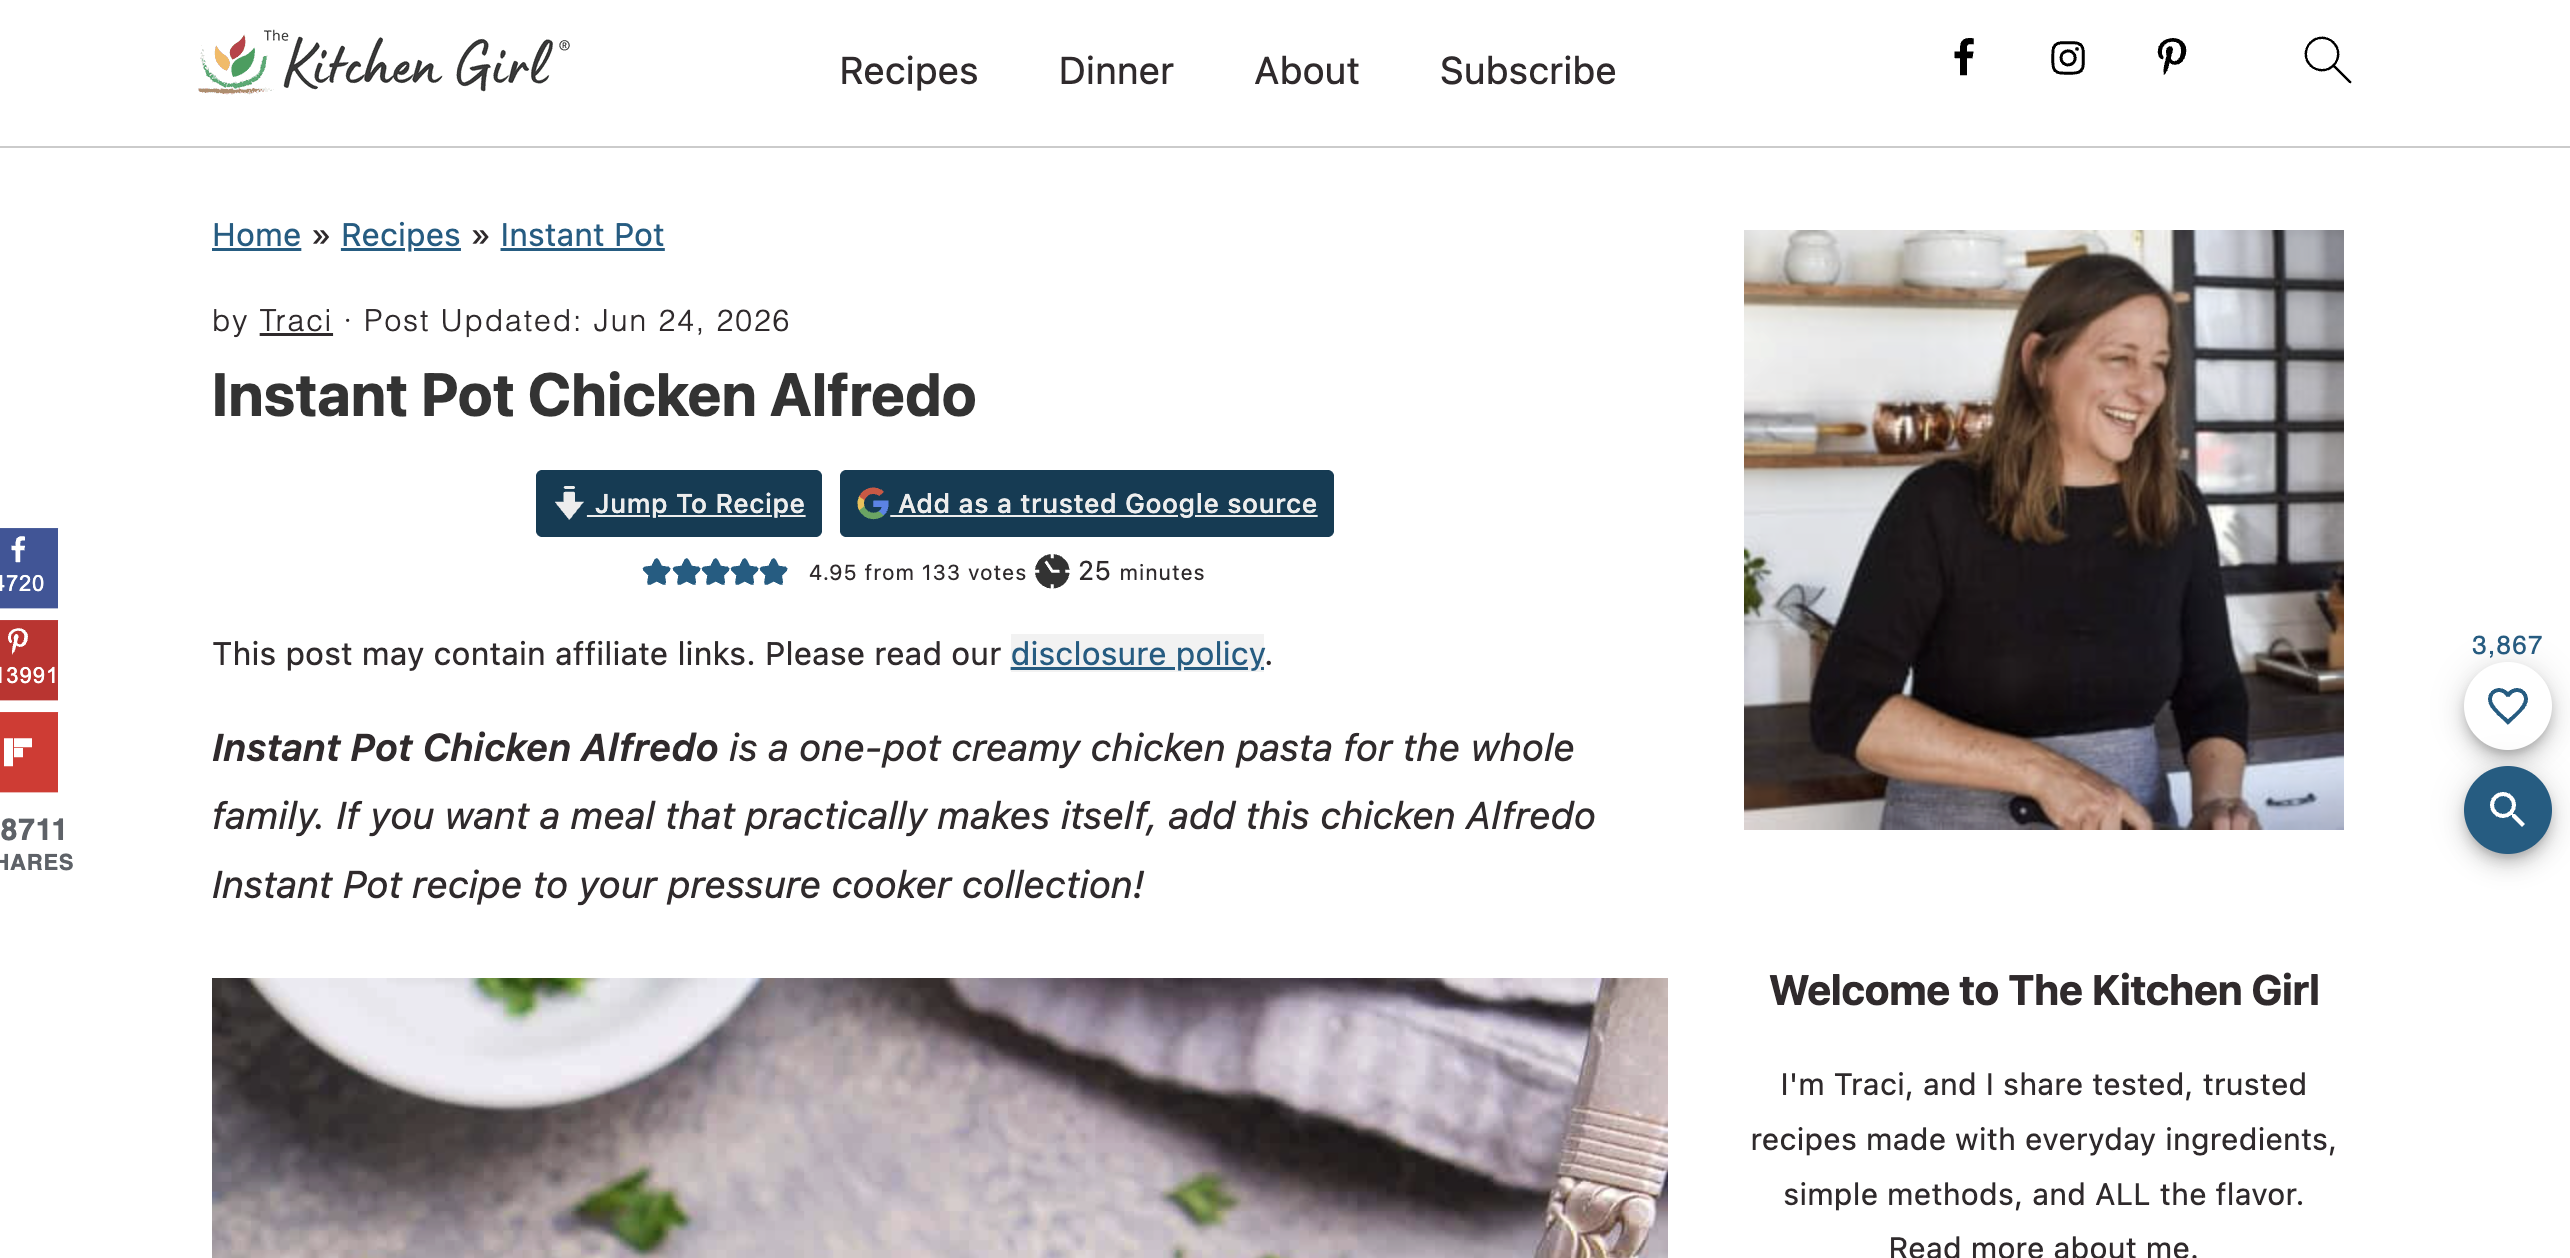 The
Kitchen Girl®
Recipes Dinner About Subscribe
Home » Recipes » Instant Pot
by Traci · Post Updated: Jun 24, 2026
Instant Pot Chicken Alfredo
Jump To Recipe
Add as a trusted Google source
4.95 from 133 votes 25 minutes
This post may contain affiliate links. Please read our disclosure policy.
Instant Pot Chicken Alfredo is a one-pot creamy chicken pasta for the whole
family. If you want a meal that practically makes itself, add this chicken Alfredo
Instant Pot recipe to your pressure cooker collection!
4720
13991
8711
HARES
3,867
Welcome to The Kitchen Girl
I'm Traci, and I share tested, trusted
recipes made with everyday ingredients,
simple methods, and ALL the flavor.
Read more about me.